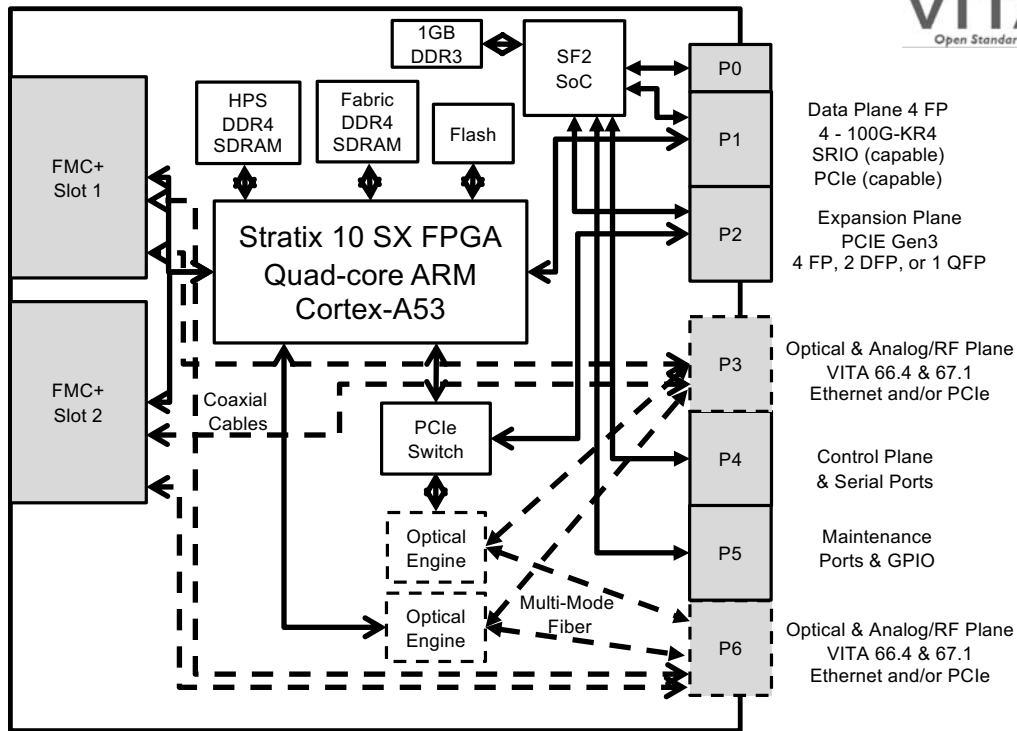 VITA
Open Standar
1GB
DDR3
SF2
SoC
P0
HPS
DDR4
SDRAM
Fabric
DDR4
SDRAM
Flash
P1
Data Plane 4 FP
4 - 100G-KR4
SRIO (capable)
PCIe (capable)
FMC+
Slot 1
Stratix 10 SX FPGA
Quad-core ARM
Cortex-A53
P2
Expansion Plane
PCIE Gen3
4 FP, 2 DFP, or 1 QFP
FMC+
Slot 2
Coaxial
Cables
P3
Optical & Analog/RF Plane
VITA 66.4 & 67.1
Ethernet and/or PCIe
PCIe
Switch
P4
Control Plane
& Serial Ports
Optical
Engine
P5
Maintenance
Ports & GPIO
Optical
Engine
Multi-Mode
Fiber
P6
Optical & Analog/RF Plane
VITA 66.4 & 67.1
Ethernet and/or PCIe